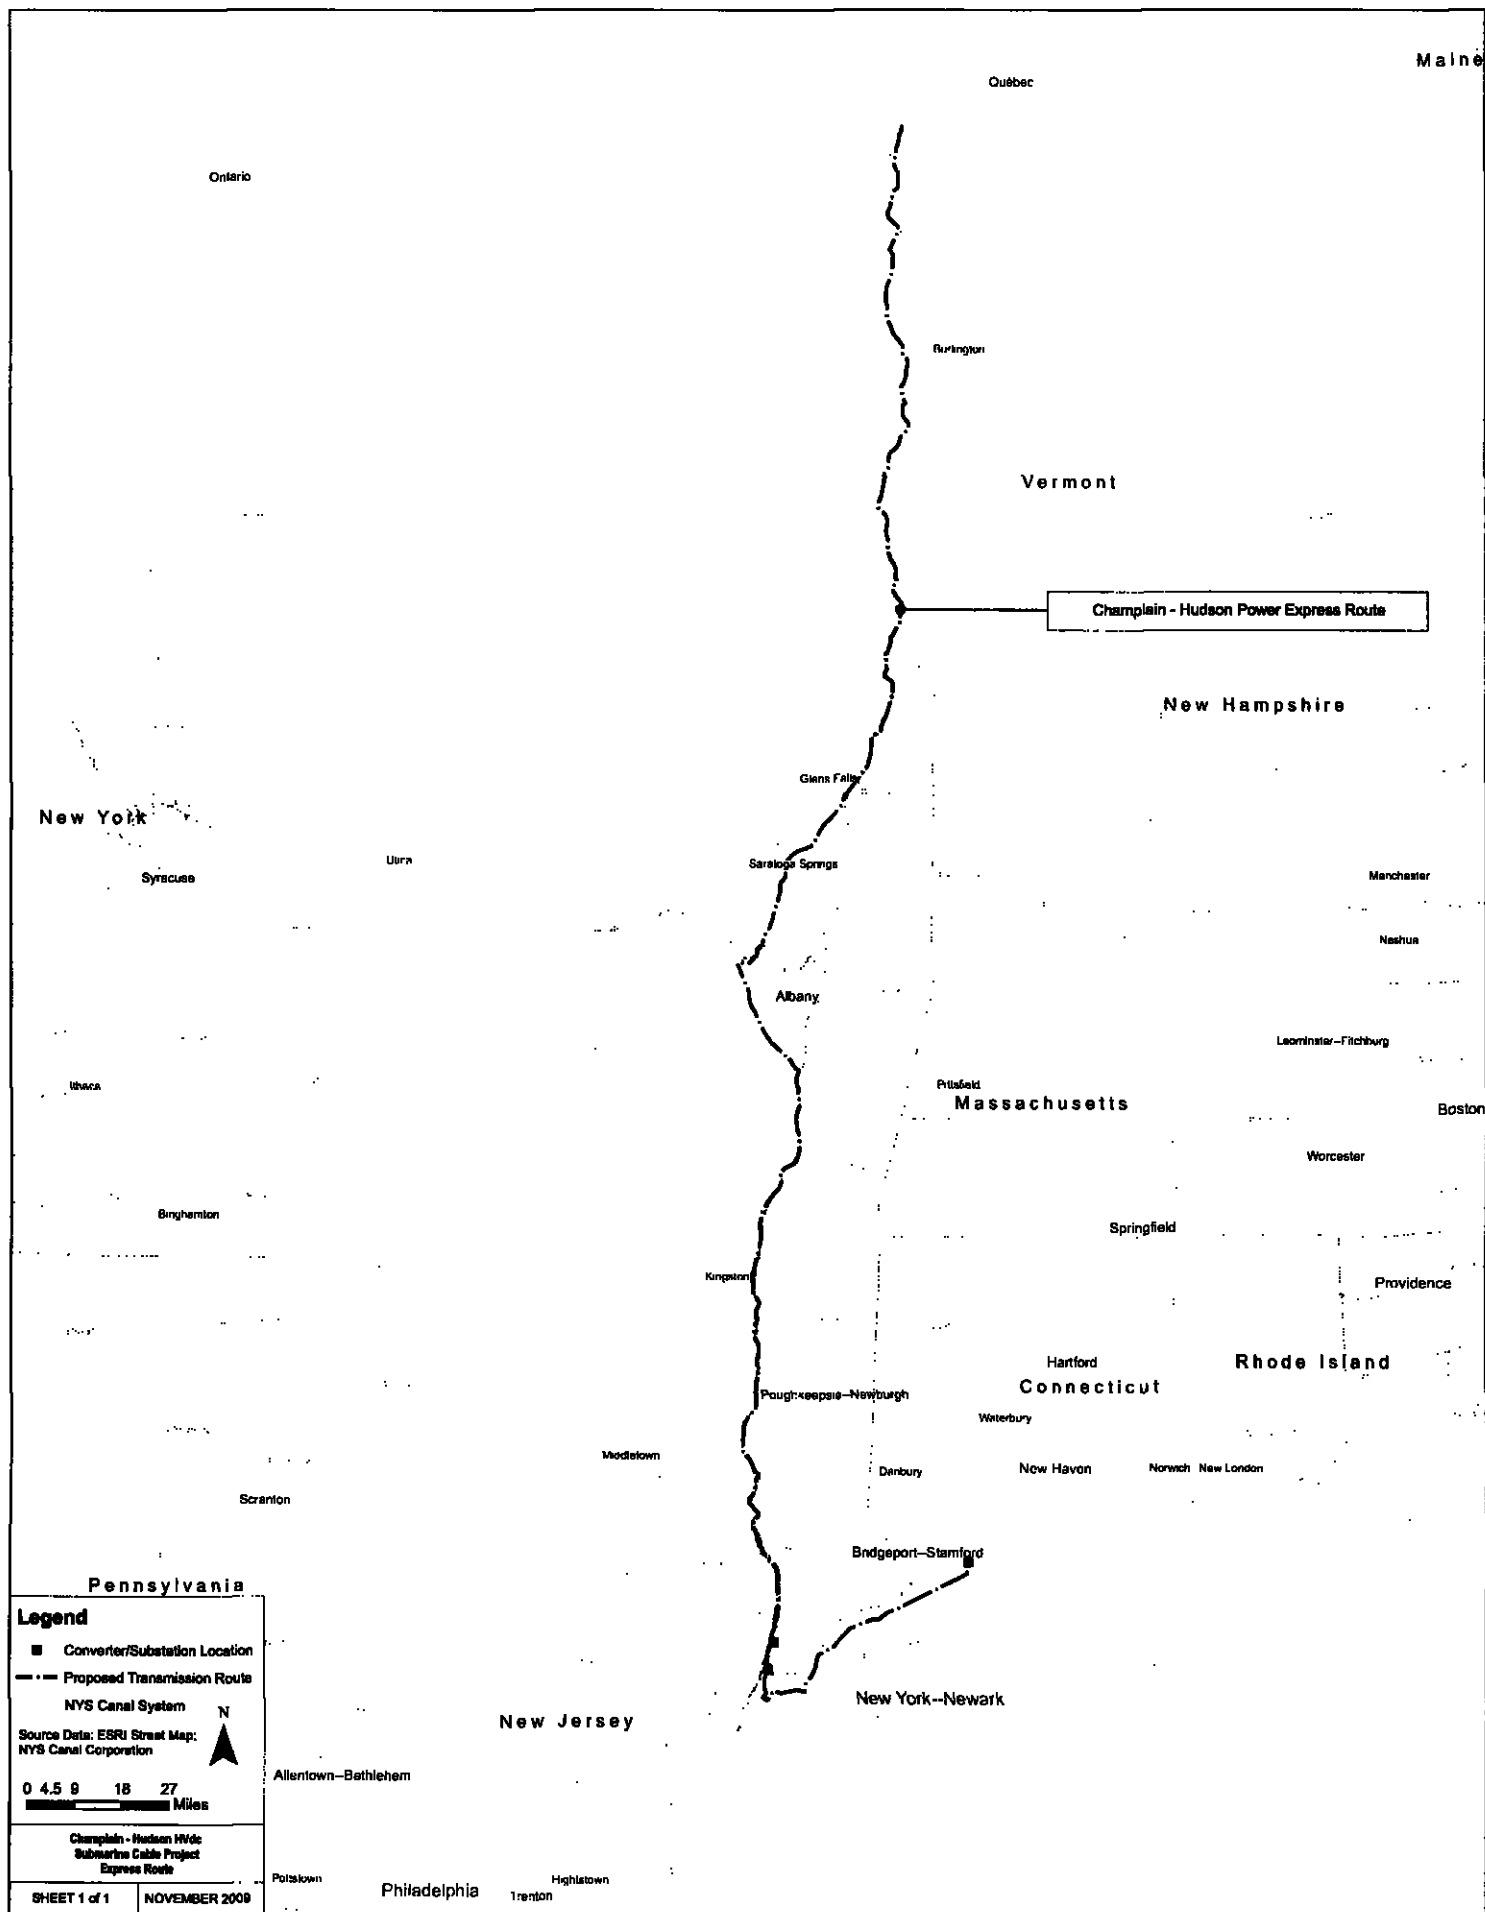 Maine
Québec
Ontario
Burlington
Vermont
Champlain - Hudson Power Express Route
New Hampshire
Glens Falls
New York
Utica
Saratoga Springs
Syracuse
Manchester
Nashua
Albany
Leominster–Fitchburg
Ithaca
Pittsfield
Massachusetts
Boston
Worcester
Binghamton
Springfield
Kingston
Providence
Hartford
Rhode Island
Connecticut
Poughkeepsie–Newburgh
Waterbury
Middletown
Danbury
New Haven
Norwich New London
Scranton
Bridgeport–Stamford
Pennsylvania
Legend
Converter/Substation Location
Proposed Transmission Route
NYS Canal System
N
Source Data: ESRI Street Map;
NYS Canal Corporation
0 4.5 9 18 27
Miles
New York--Newark
New Jersey
Allentown–Bethlehem
Champlain - Hudson HVdc
Submarine Cable Project
Express Route
SHEET 1 of 1
NOVEMBER 2009
Pottstown
Philadelphia
Trenton
Hightstown